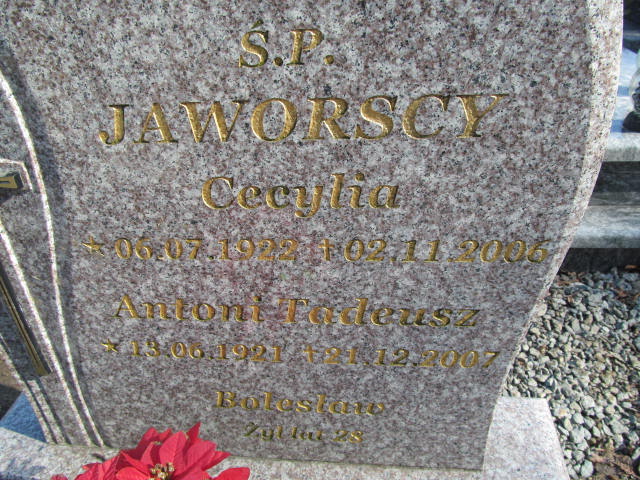 Ś.P.
JAWORSCY
Cecylia
* 06.07.1922 † 02.11.2006
Antoni Tadeusz
* 13.06.1921 † 21.12.2007
Bolesław
Żył lat 28